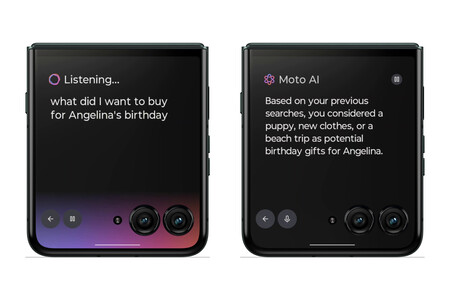 Listening...
what did I want to buy
for Angelina's birthday
Moto AI
Based on your previous
searches, you considered a
puppy, new clothes, or a
beach trip as potential
birthday gifts for Angelina.